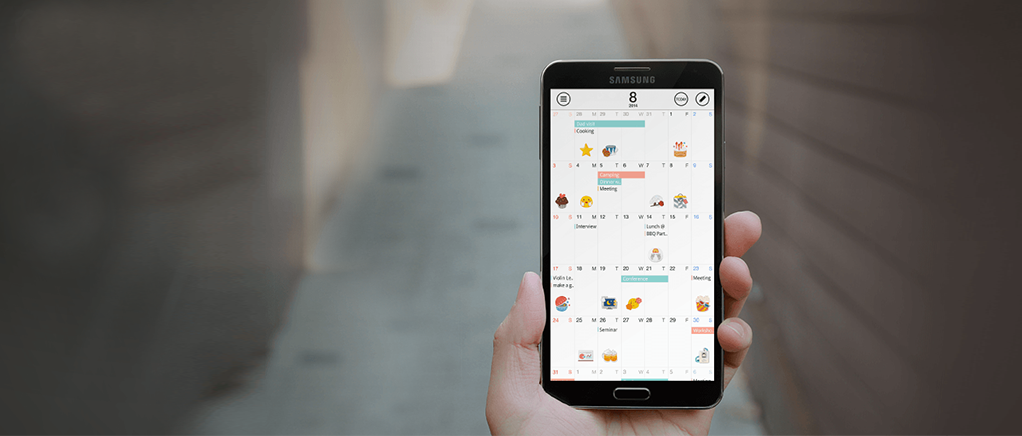 SAMSUNG
8
2014
TODAY
27 S 28 M 29 T 30 W 31 T 1 F 2 S
Cooking
3 S 4 M 5 T 6 W 7 T 8 F 9 S
Camping
Meeting
10 S 11 M 12 T 13 W 14 T 15 F 16 S
Interview Lunch @
BBQ Part..
17 S 18 M 19 T 20 W 21 T 22 F 23 S
Violin Le.. Conference Meeting
make a g..
24 S 25 M 26 T 27 W 28 T 29 F 30 S
Seminar Worksho..
31 S 1 M 2 T 3 W 4 T 5 F 6 S